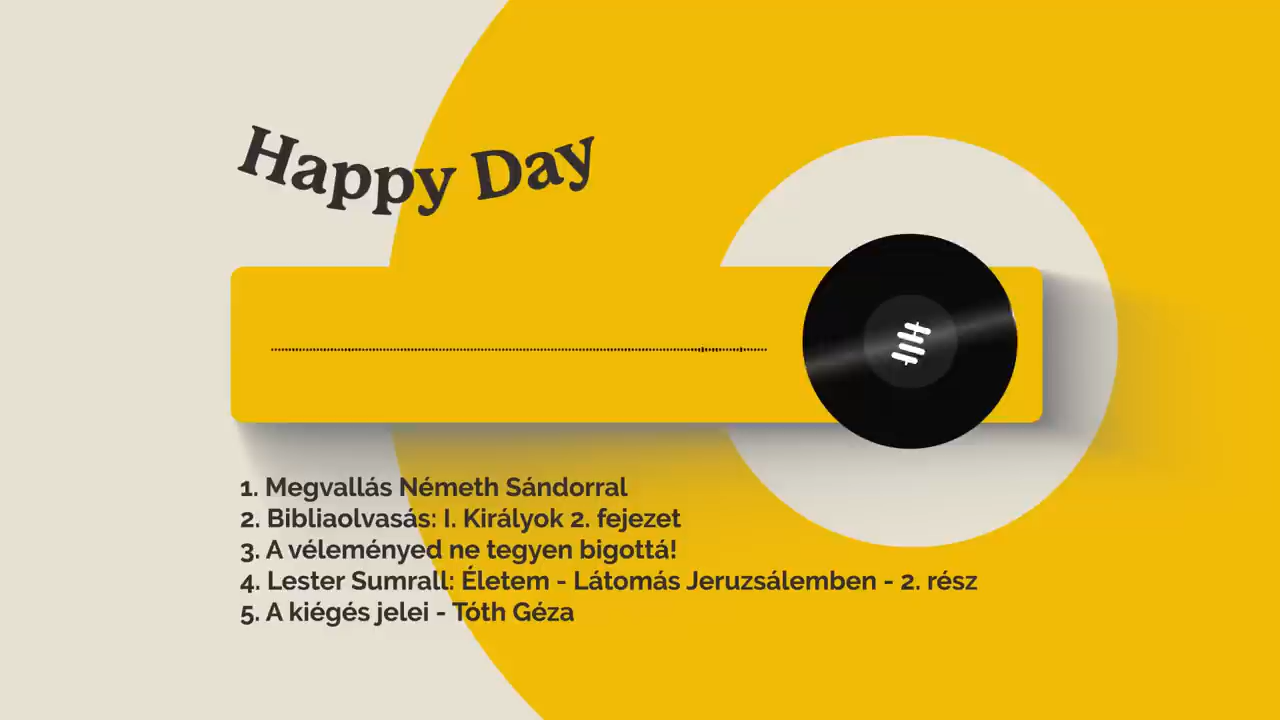 Happy Day
1. Megvallás Németh Sándorral
2. Bibliaolvasás: I. Királyok 2. fejezet
3. A véleményed ne tegyen bigottá!
4. Lester Sumrall: Életem - Látomás Jeruzsálemben - 2. rész
5. A kiégés jelei - Tóth Géza